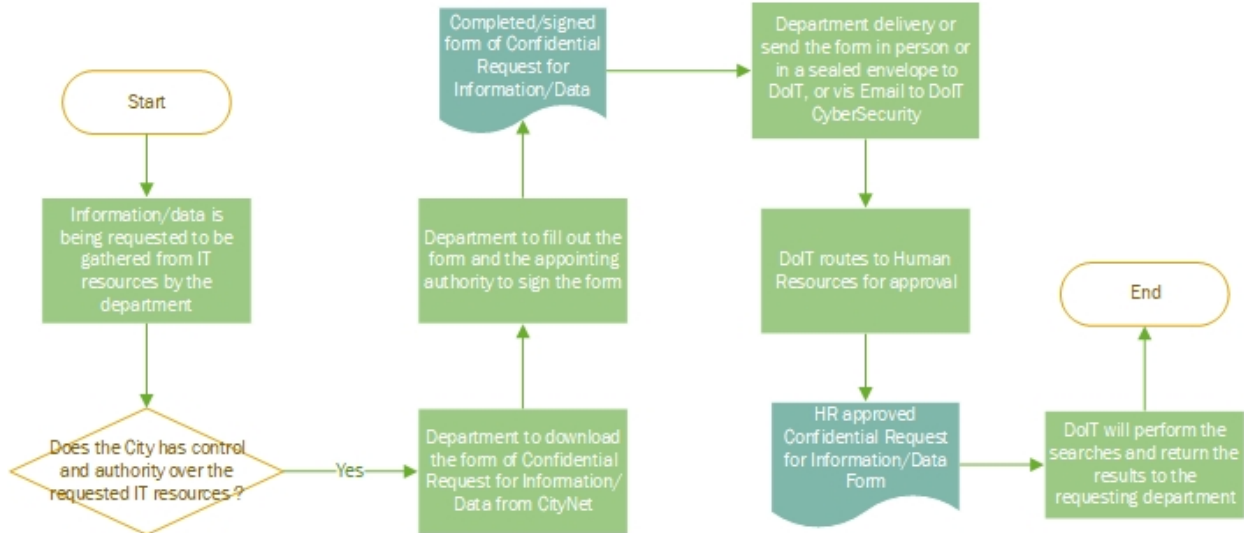 Start
Information/data is
being requested to be
gathered from IT
resources by the
department
Does the City has control
and authority over the
requested IT resources ?
Yes
Department to download
the form of Confidential
Request for Information/
Data from CityNet
Department to fill out the
form and the appointing
authority to sign the form
Completed/signed
form of Confidential
Request for
Information/Data
Department delivery or
send the form in person or
in a sealed envelope to
DoIT, or vis Email to DoIT
CyberSecurity
DoIT routes to Human
Resources for approval
HR approved
Confidential Request
for Information/Data
Form
DoIT will perform the
searches and return the
results to the
requesting department
End